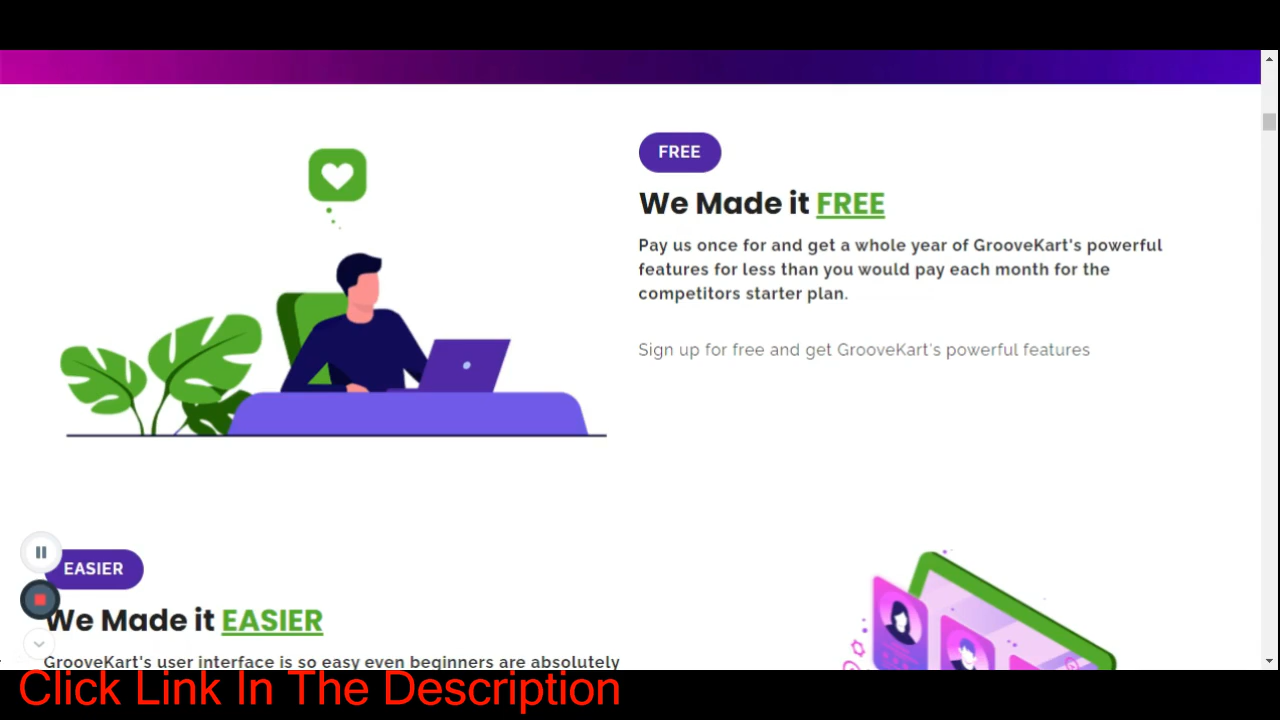 FREE
We Made it FREE
Pay us once for and get a whole year of GrooveKart's powerful
features for less than you would pay each month for the
competitors starter plan.
Sign up for free and get GrooveKart's powerful features
EASIER
We Made it EASIER
GrooveKart's user interface is so easy even beginners are absolutely
Click Link In The Description